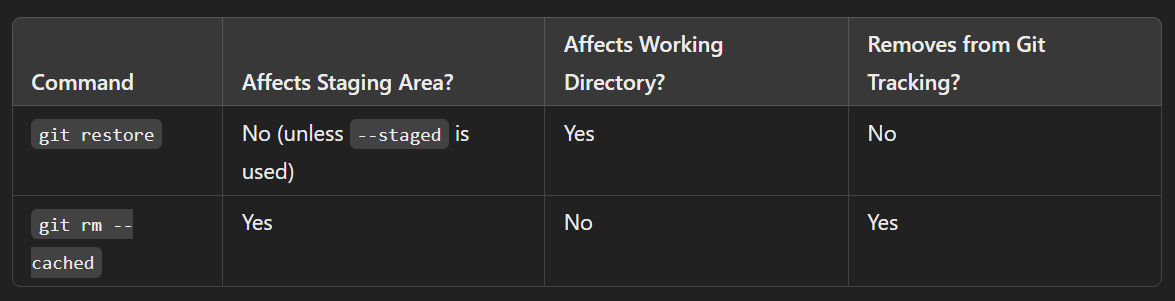 Command
Affects Staging Area?
Affects Working
Directory?
Removes from Git
Tracking?
git restore
No (unless --staged is
used)
Yes
No
git rm --
cached
Yes
No
Yes